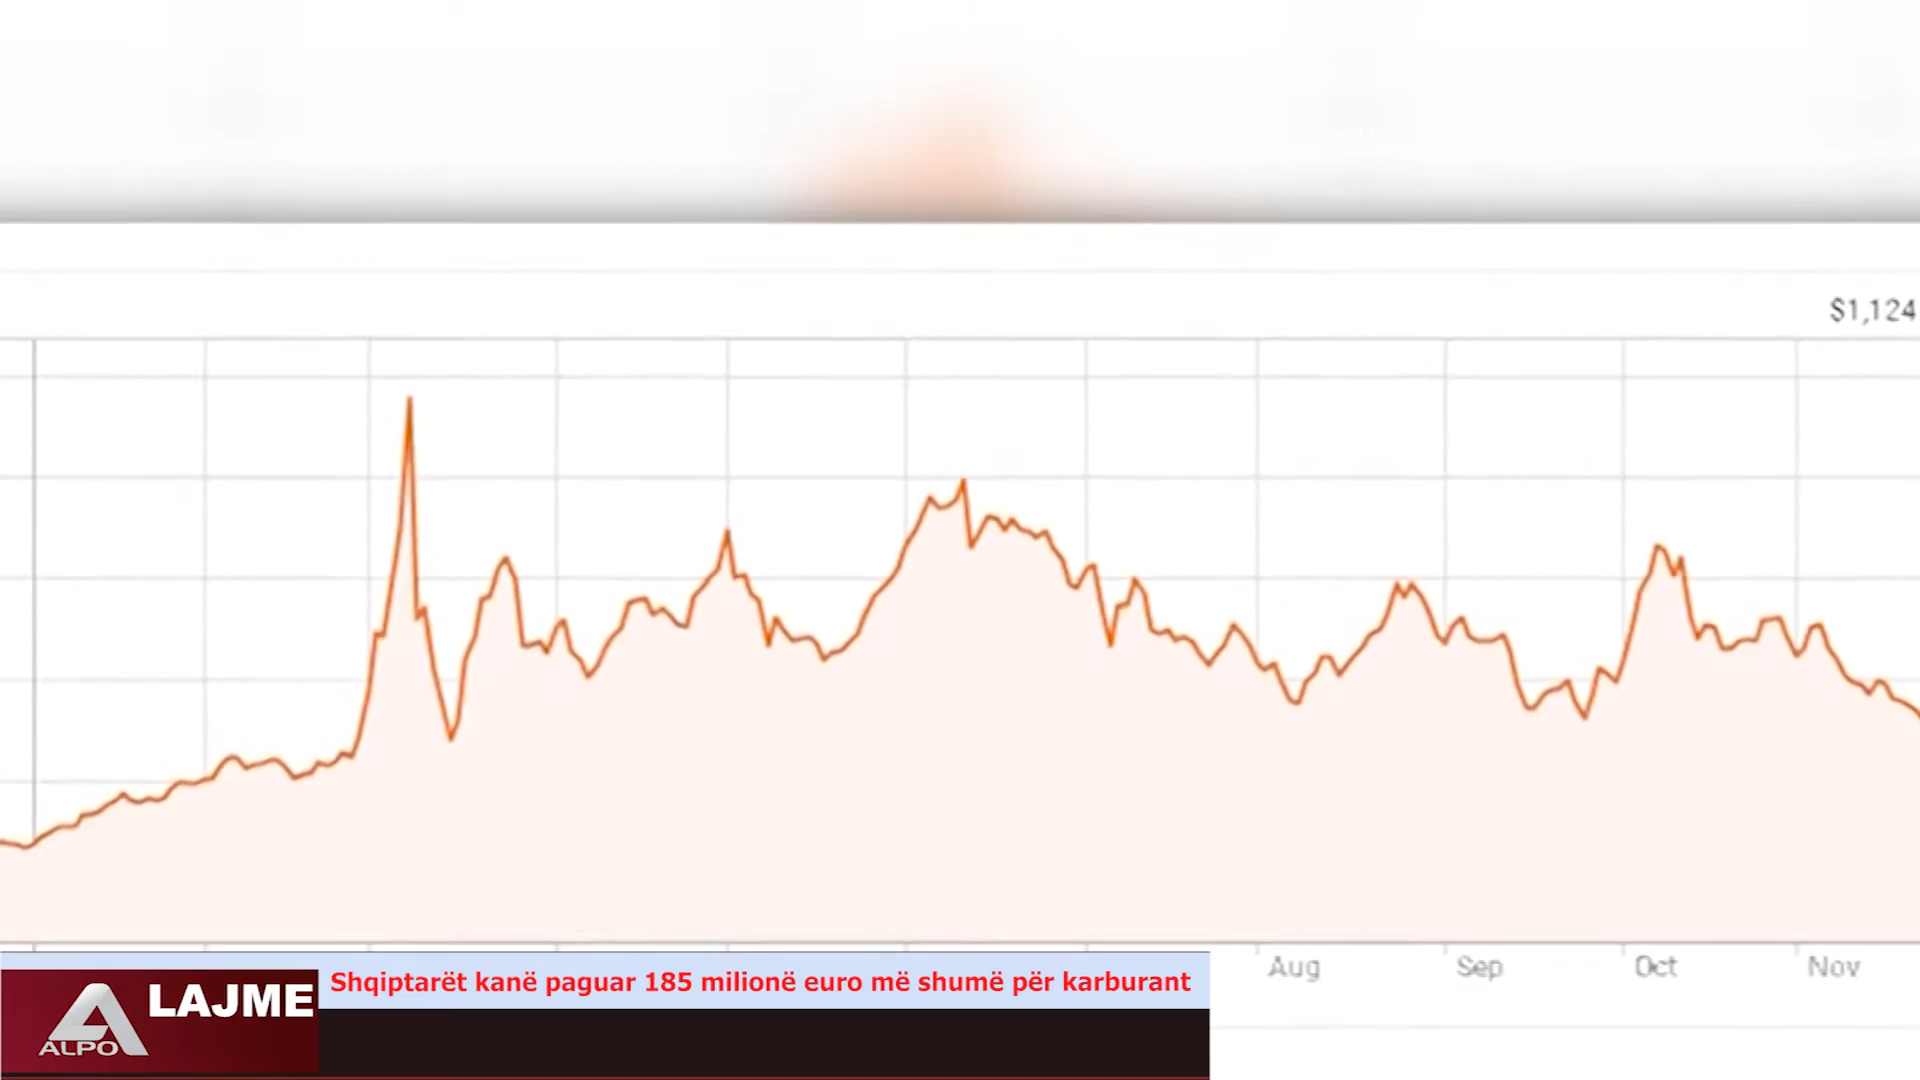 $1,124
Aug Sep Oct Nov
Shqiptarët kanë paguar 185 milionë euro më shumë për karburant
LAJME
ALPO